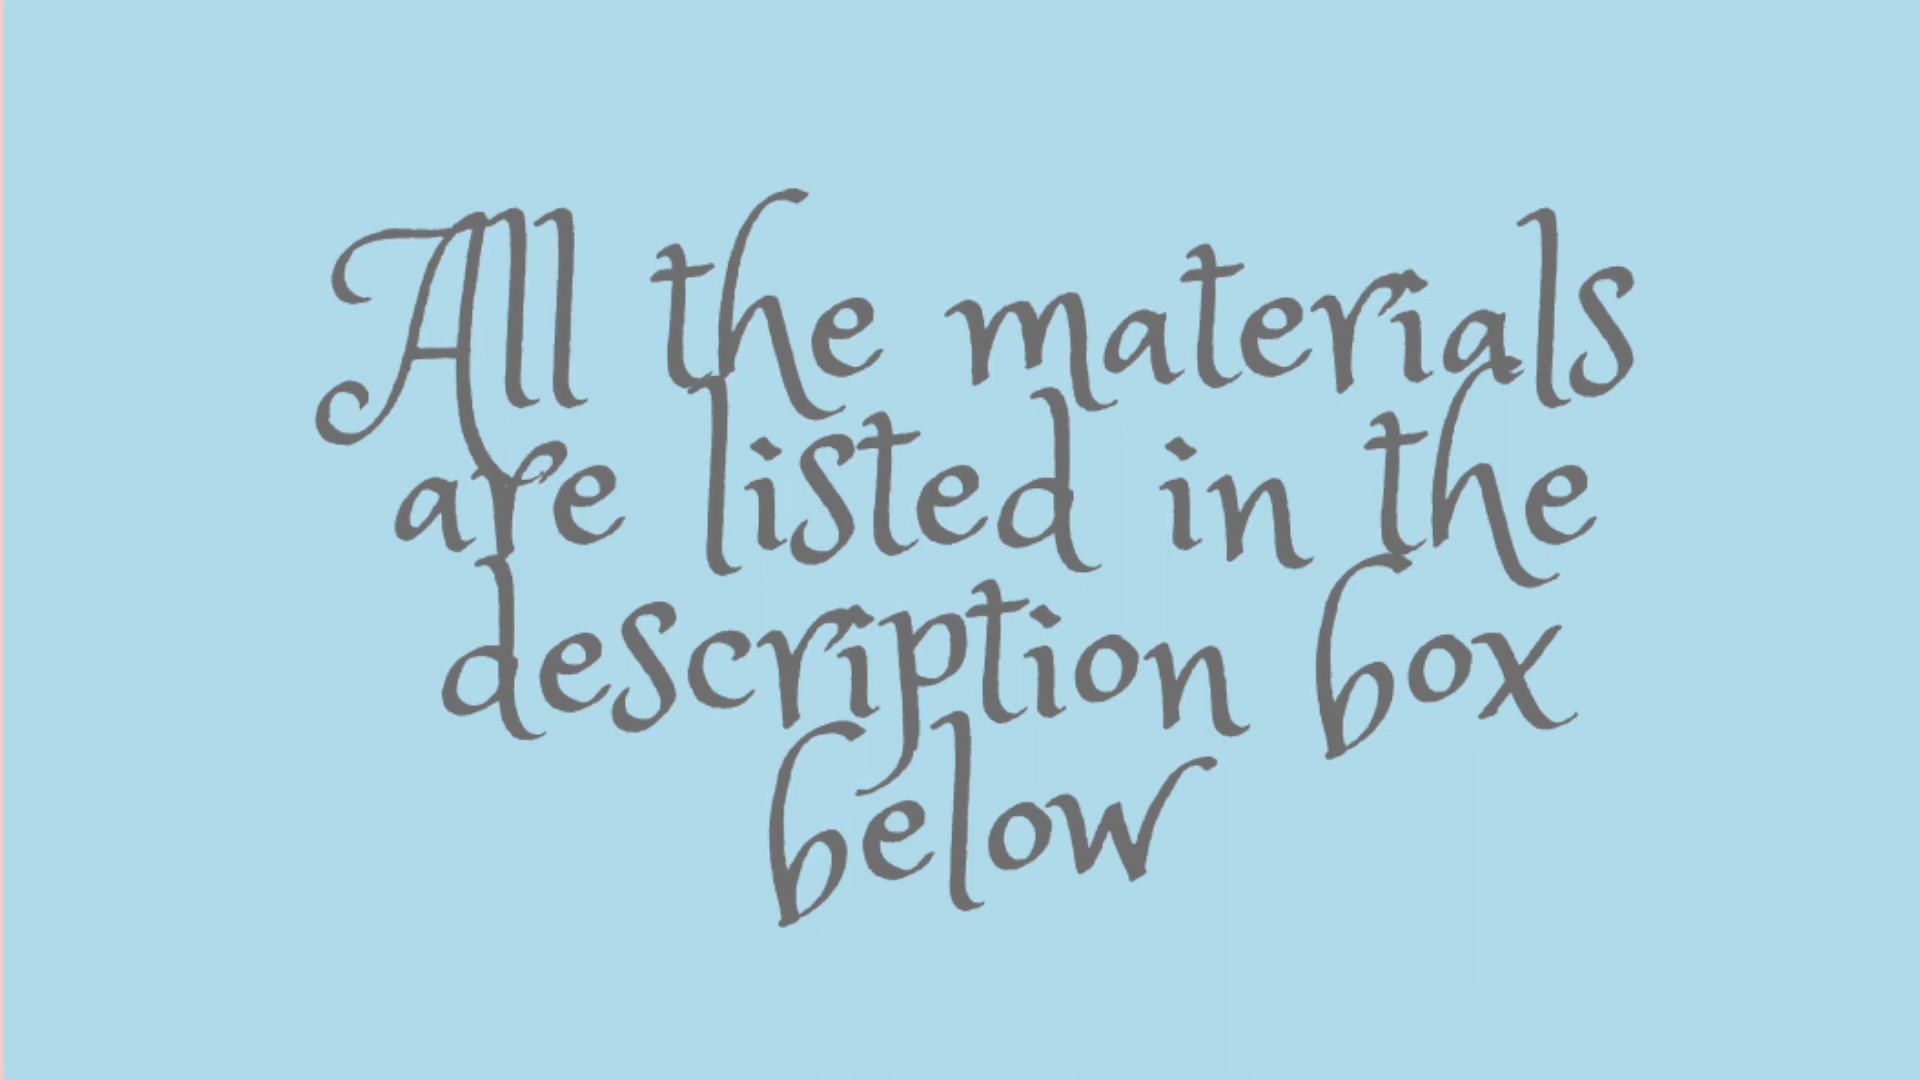 All the materials
are listed in the
description box
below